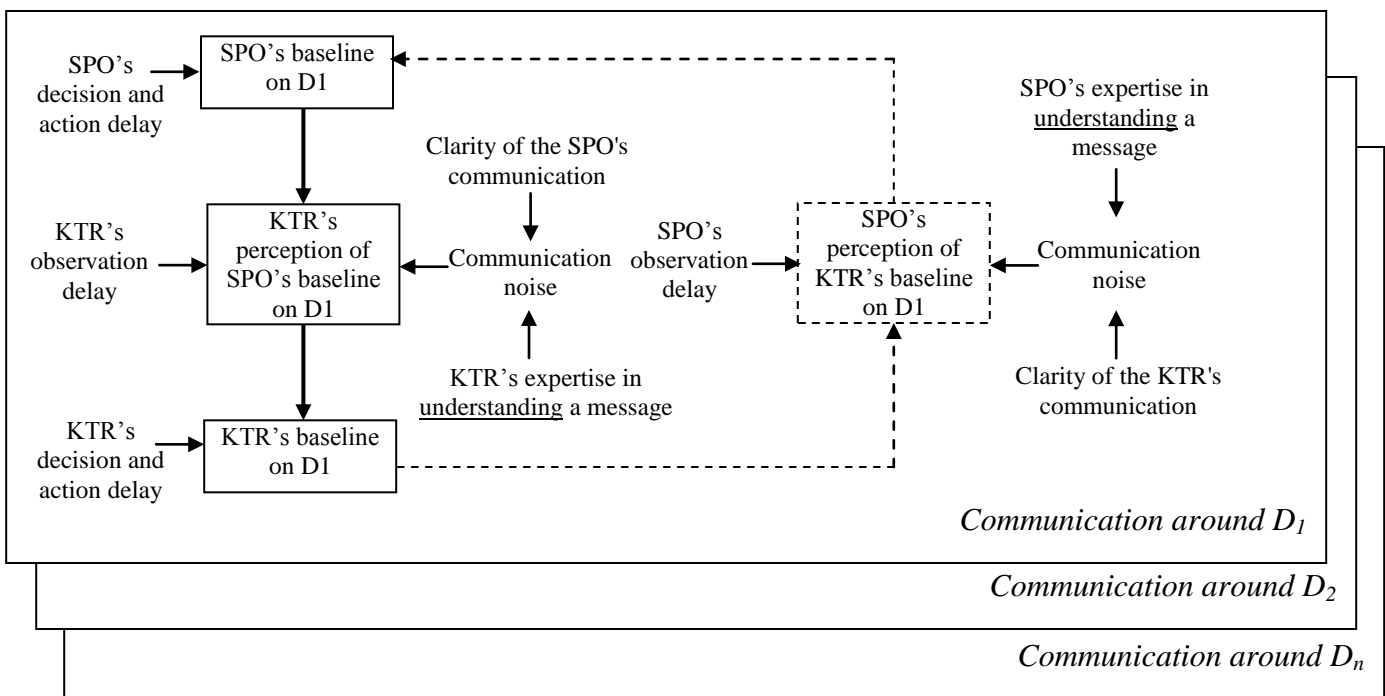 SPO’s baseline
on D1
SPO’s
decision and
action delay
SPO’s expertise in
understanding a
message
Clarity of the SPO's
communication
KTR’s
perception of
SPO’s baseline
on D1
KTR’s
observation
delay
Communication
noise
SPO’s
observation
delay
SPO’s
perception of
KTR’s baseline
on D1
Communication
noise
KTR’s expertise in
understanding a message
Clarity of the KTR's
communication
KTR’s
decision and
action delay
KTR’s baseline
on D1
Communication around D1
Communication around D2
Communication around Dn